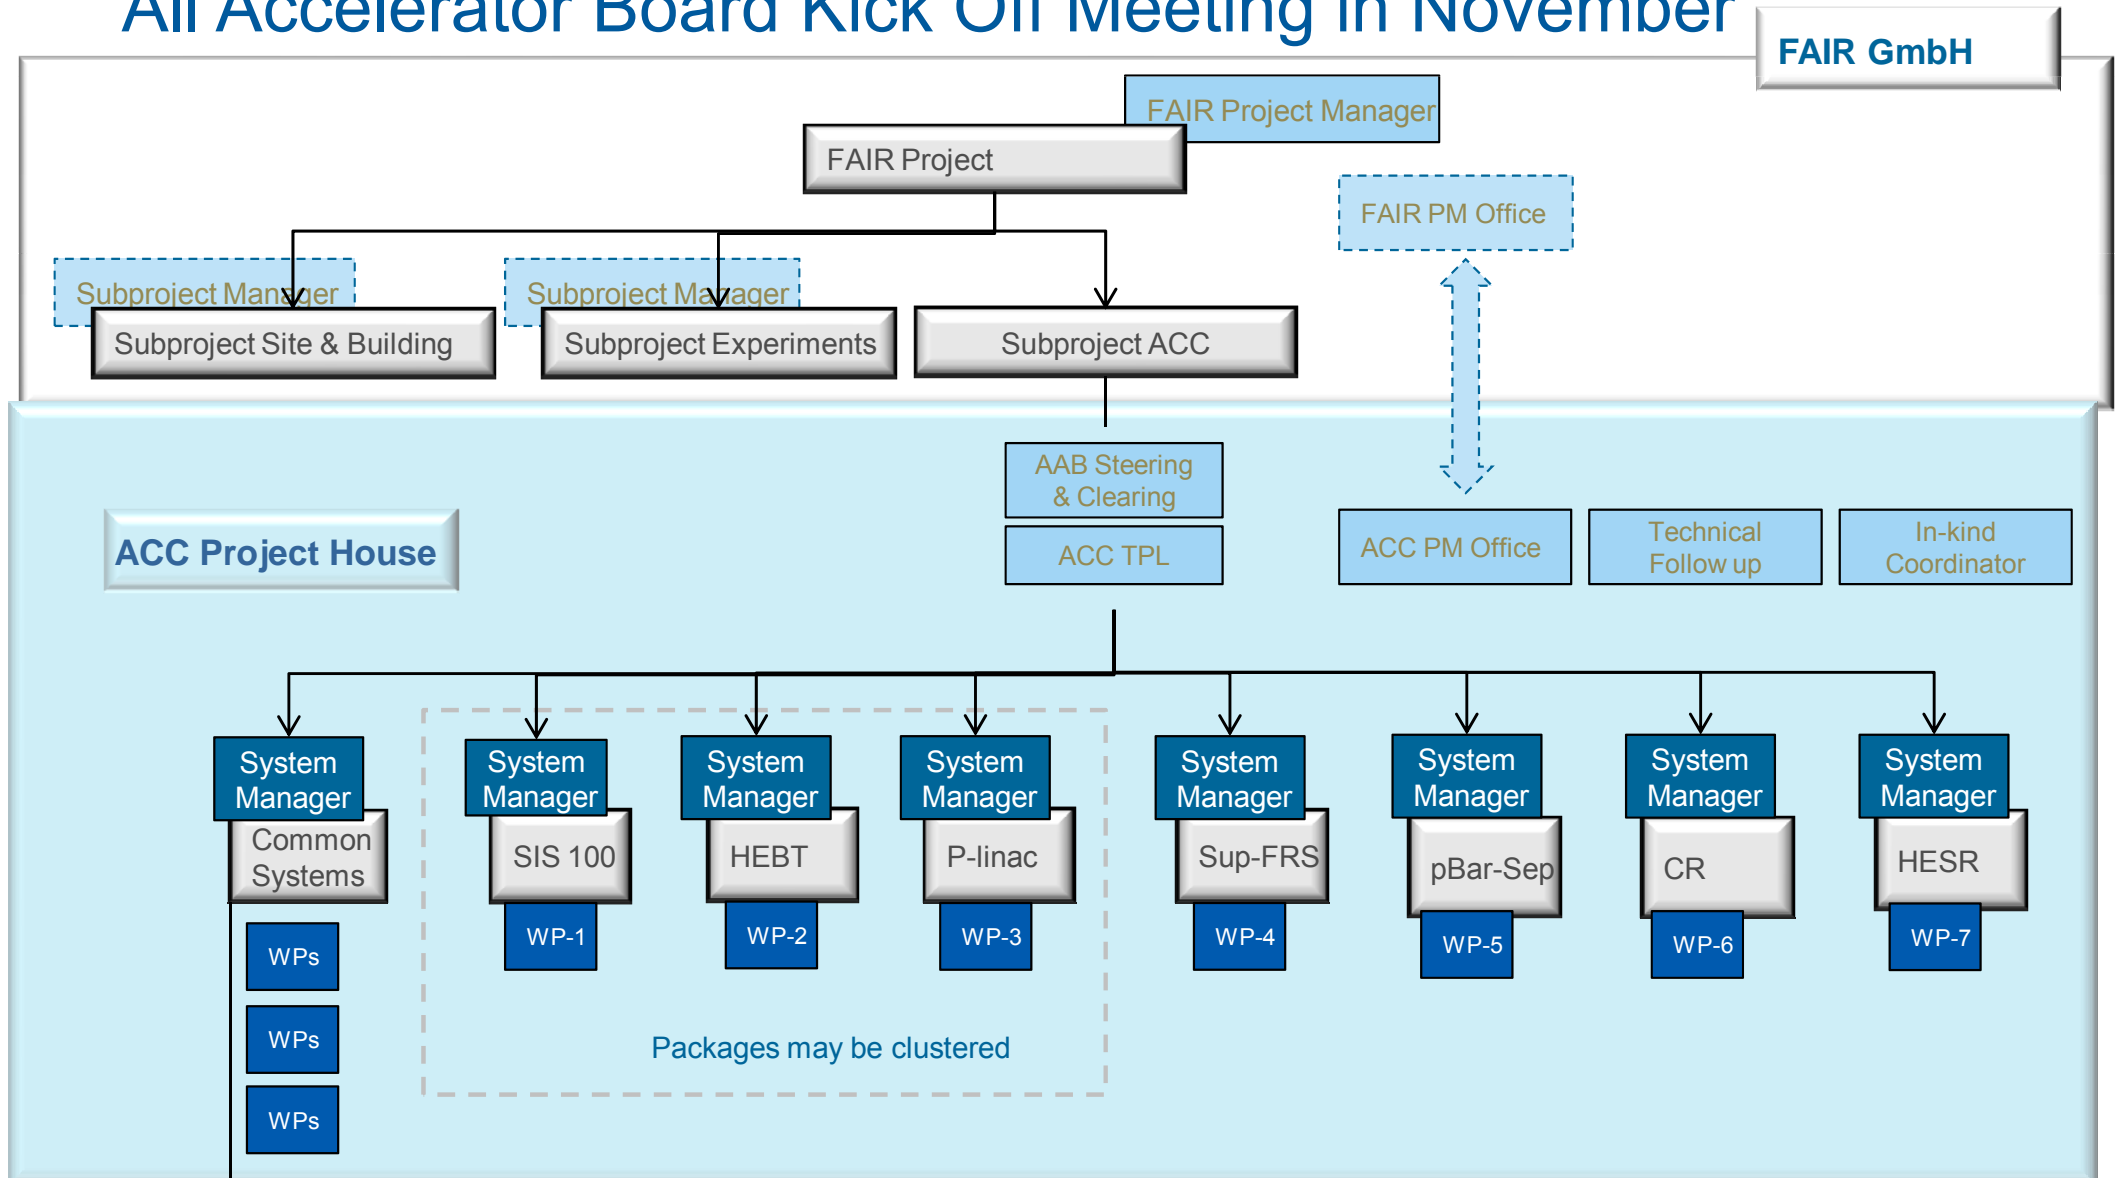 All Accelerator Board Kick Off Meeting in November
FAIR GmbH
FAIR Project Manager
FAIR Project
FAIR PM Office
Subproject Manager
Subproject Manager
Subproject Site & Building
Subproject Experiments
Subproject ACC
AAB Steering
& Clearing
ACC Project House
ACC TPL
ACC PM Office
Technical
Follow up
In-kind
Coordinator
System
Manager
System
Manager
System
Manager
System
Manager
System
Manager
System
Manager
System
Manager
System
Manager
Common
Systems
SIS 100
HEBT
P-linac
Sup-FRS
pBar-Sep
CR
HESR
WPs
WP-1
WP-2
WP-3
WP-4
WP-5
WP-6
WP-7
WPs
Packages may be clustered
WPs